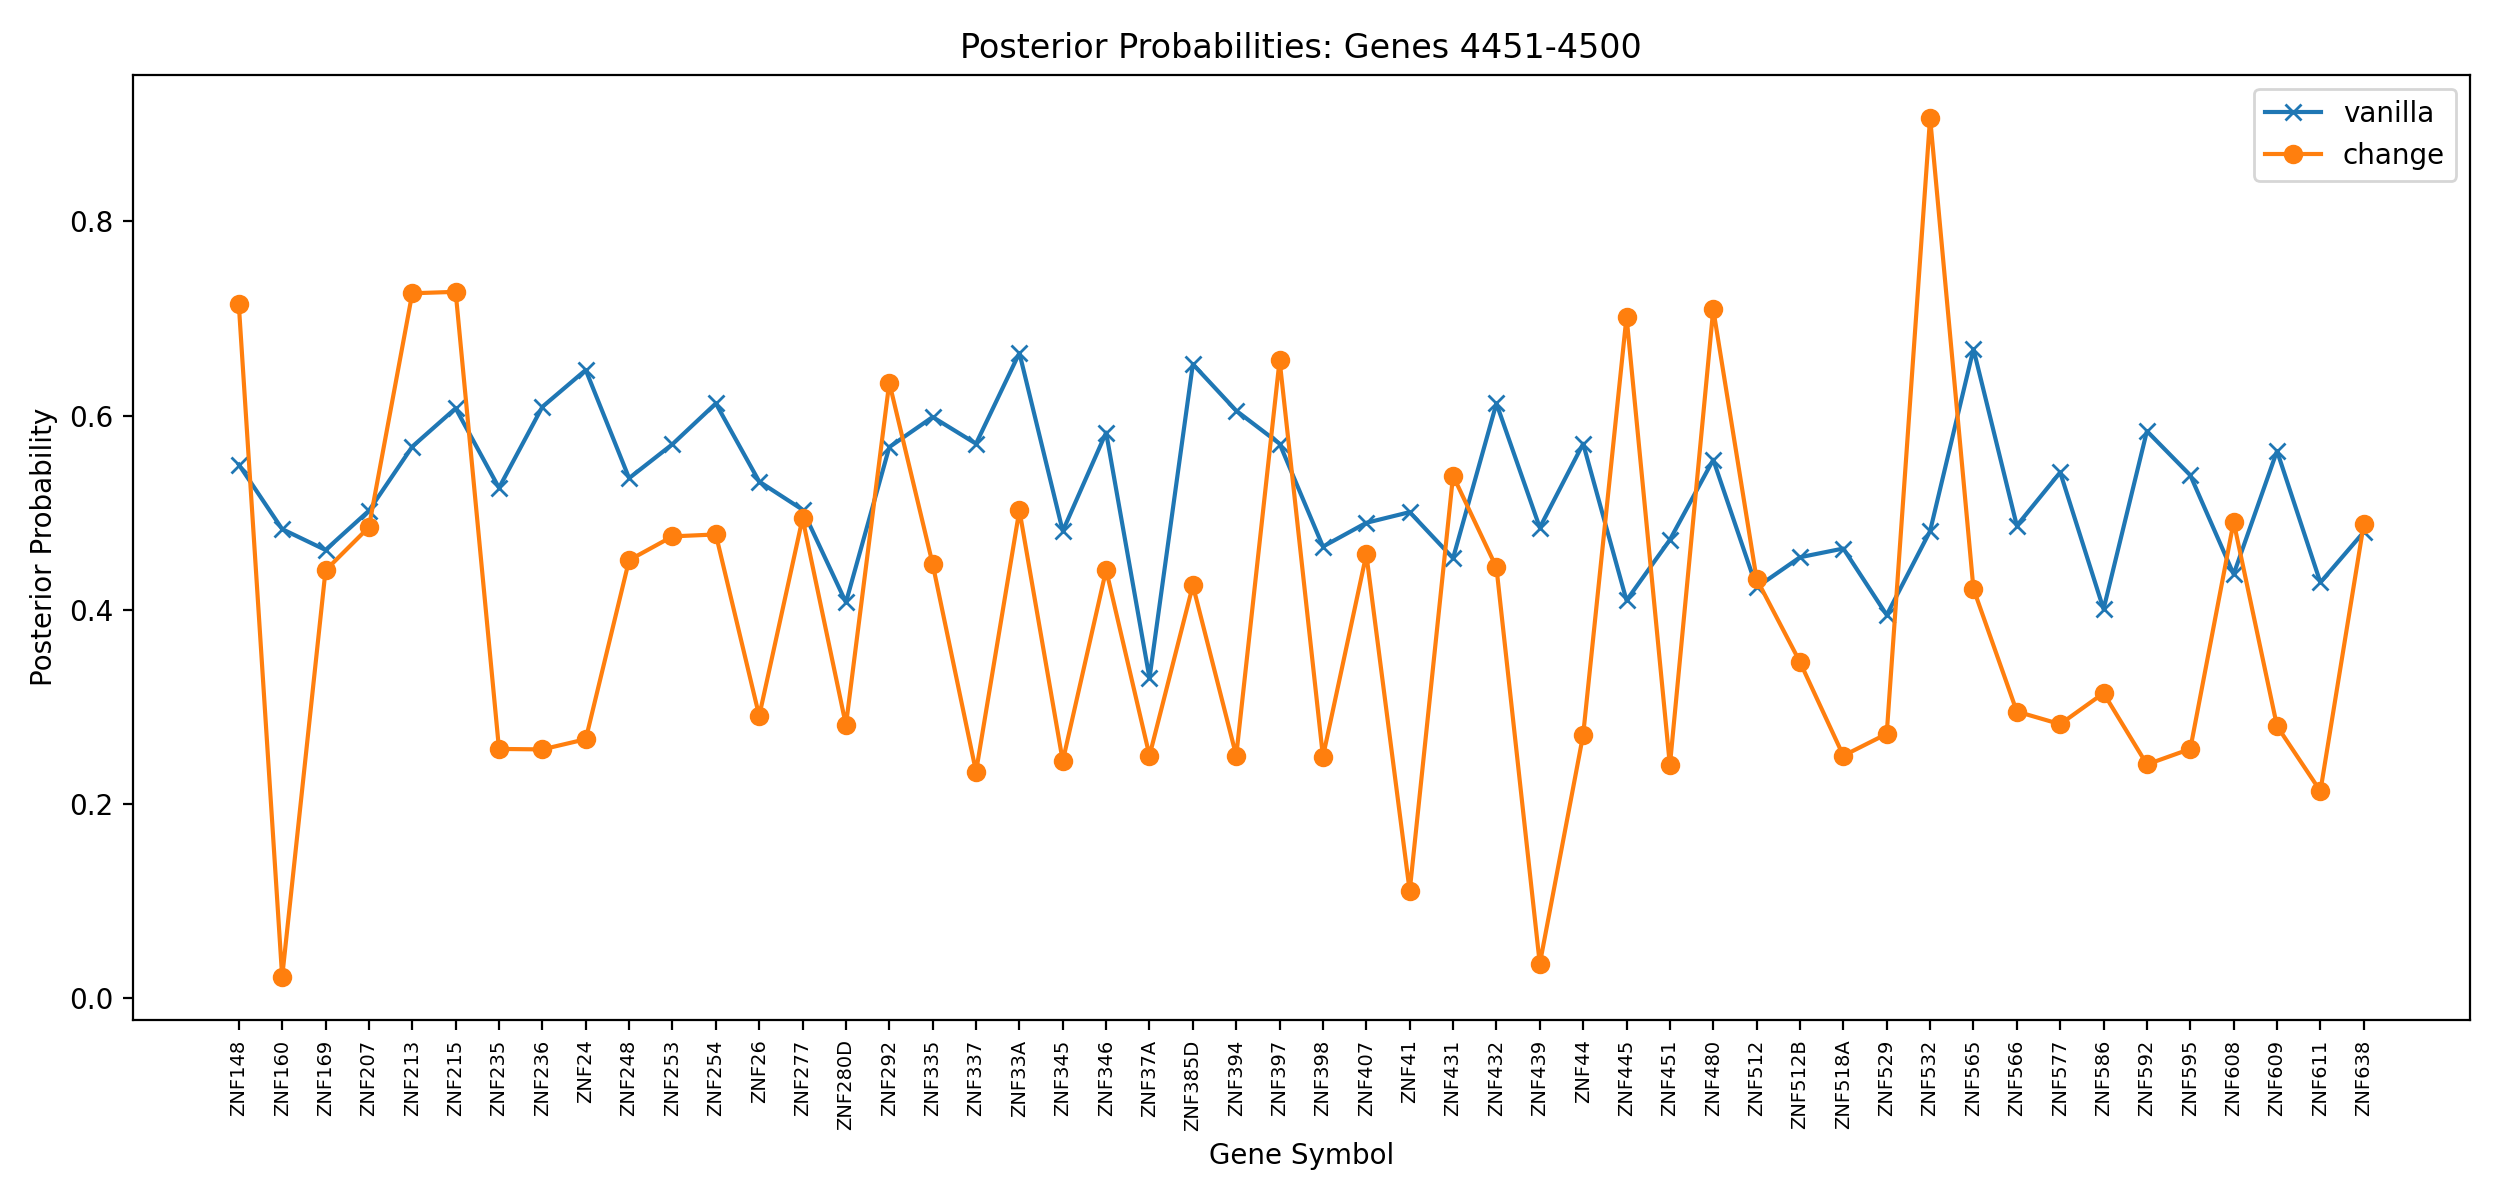 Posterior Probabilities: Genes 4451-4500
vanilla
change
Posterior Probability
0.8
0.6
0.4
0.2
0.0
ZNF148
ZNF160
ZNF169
ZNF207
ZNF213
ZNF215
ZNF235
ZNF236
ZNF24
ZNF248
ZNF253
ZNF254
ZNF26
ZNF277
ZNF280D
ZNF292
ZNF335
ZNF337
ZNF33A
ZNF345
ZNF346
ZNF37A
ZNF385D
ZNF394
ZNF397
ZNF398
ZNF407
ZNF41
ZNF431
ZNF432
ZNF439
ZNF44
ZNF445
ZNF451
ZNF480
ZNF512
ZNF512B
ZNF518A
ZNF529
ZNF532
ZNF565
ZNF566
ZNF577
ZNF586
ZNF592
ZNF595
ZNF608
ZNF609
ZNF611
ZNF638
Gene Symbol